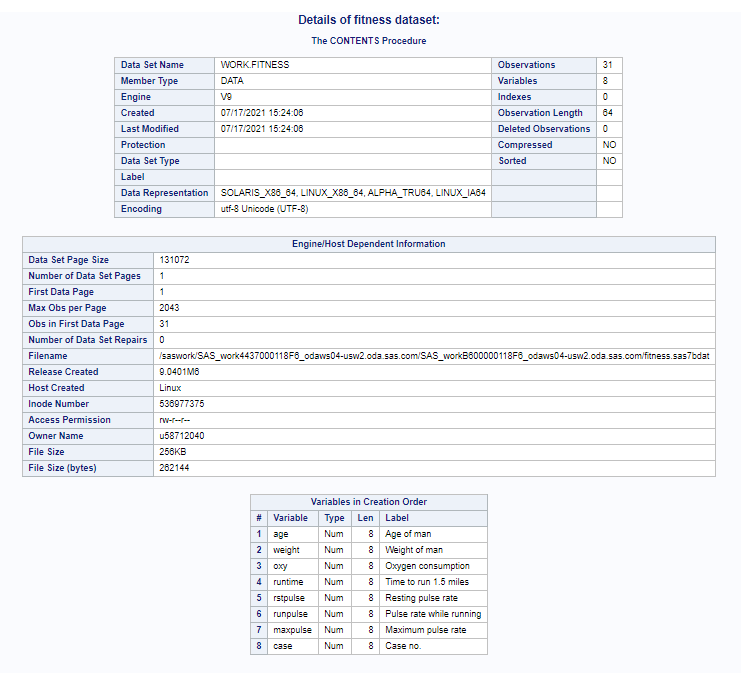 Details of fitness dataset:
The CONTENTS Procedure
Data Set Name WORK.FITNESS Observations 31
Member Type DATA Variables 8
Engine V9 Indexes 0
Created 07/17/2021 15:24:06 Observation Length 64
Last Modified 07/17/2021 15:24:06 Deleted Observations 0
Protection Compressed NO
Data Set Type Sorted NO
Label
Data Representation SOLARIS_X86_64, LINUX_X86_64, ALPHA_TRU64, LINUX_IA64
Encoding utf-8 Unicode (UTF-8)
Engine/Host Dependent Information
Data Set Page Size 131072
Number of Data Set Pages 1
First Data Page 1
Max Obs per Page 2043
Obs in First Data Page 31
Number of Data Set Repairs 0
Filename /saswork/SAS_work4437000118F6_odaws04-usw2.oda.sas.com/SAS_workB600000118F6_odaws04-usw2.oda.sas.com/fitness.sas7bdat
Release Created 9.0401M6
Host Created Linux
Inode Number 536977375
Access Permission rw-r--r--
Owner Name u58712040
File Size 256KB
File Size (bytes) 262144
Variables in Creation Order
# Variable Type Len Label
1 age Num 8 Age of man
2 weight Num 8 Weight of man
3 oxy Num 8 Oxygen consumption
4 runtime Num 8 Time to run 1.5 miles
5 rstpulse Num 8 Resting pulse rate
6 runpulse Num 8 Pulse rate while running
7 maxpulse Num 8 Maximum pulse rate
8 case Num 8 Case no.